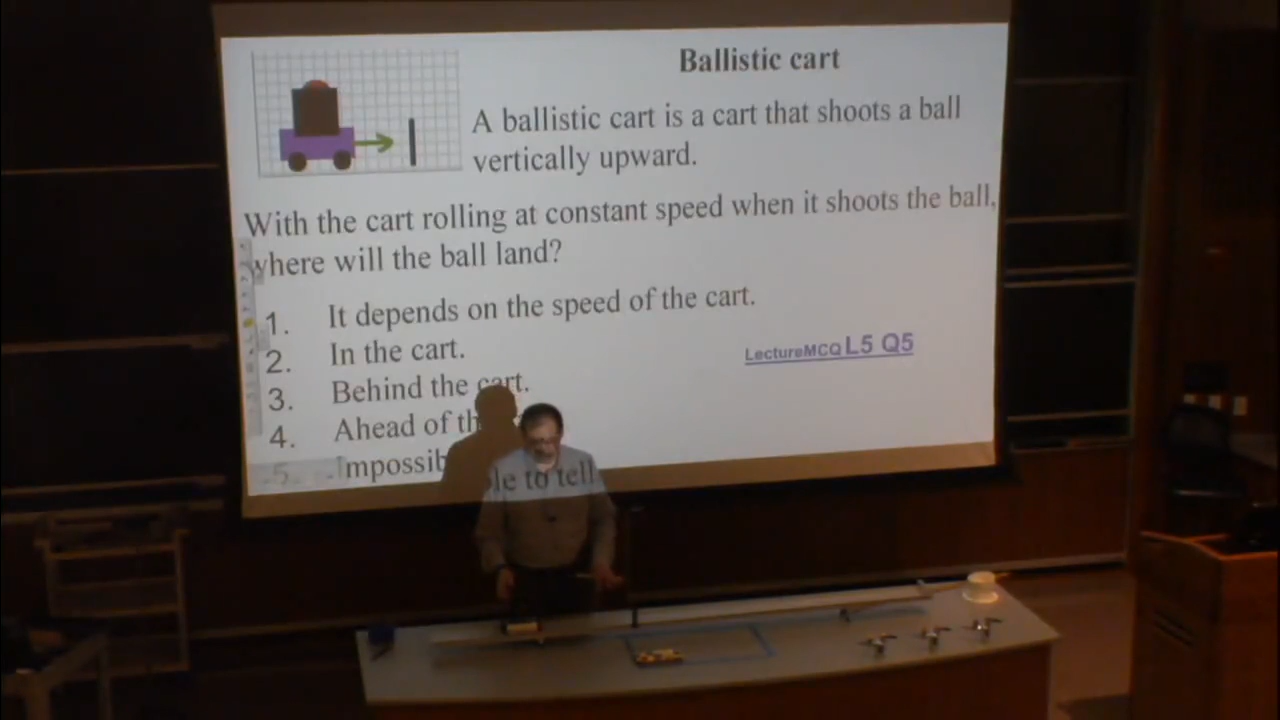 Ballistic cart
A ballistic cart is a cart that shoots a ball
vertically upward.
With the cart rolling at constant speed when it shoots the ball,
where will the ball land?
1. It depends on the speed of the cart.
2. In the cart.
LectureMCQ L5 Q5
3. Behind the cart.
4. Ahead of th
5. Impossible to tell